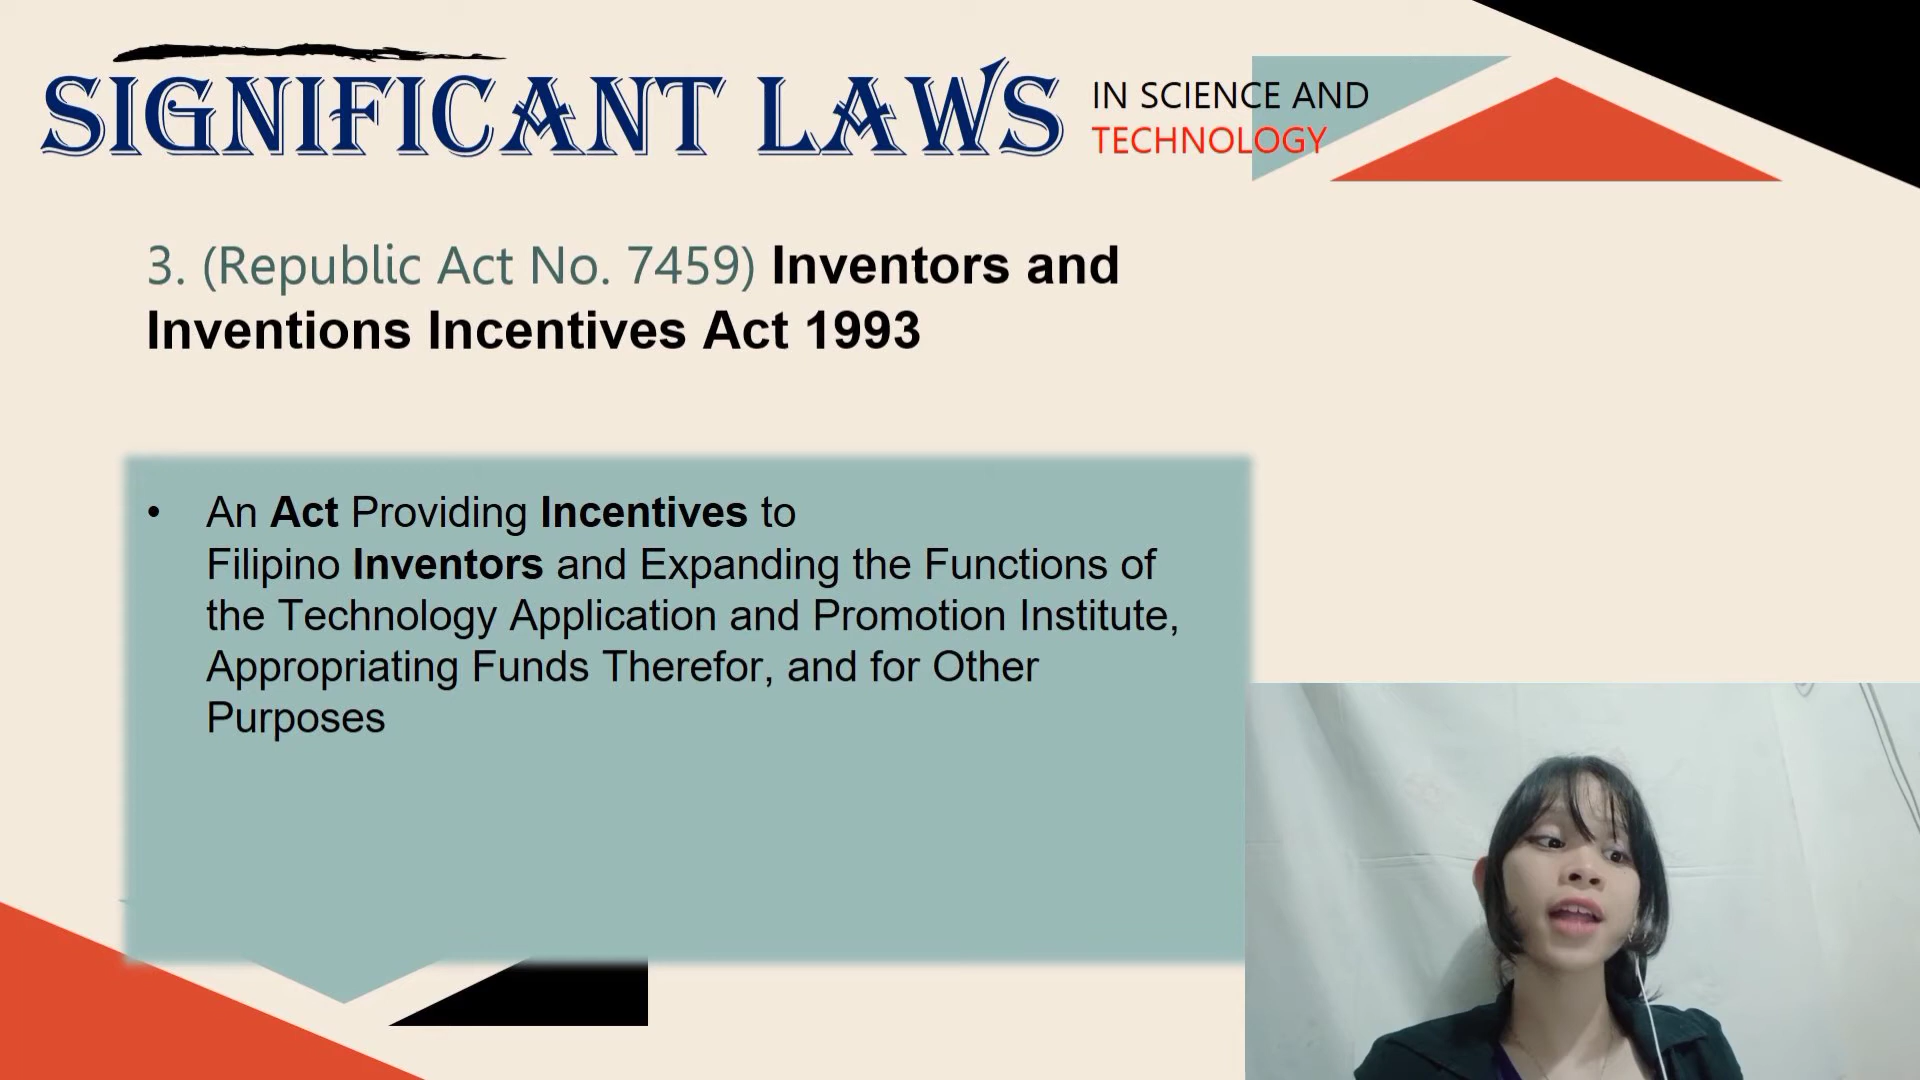 SIGNIFICANT LAWS
IN SCIENCE AND
TECHNOLOGY
3. (Republic Act No. 7459) Inventors and
Inventions Incentives Act 1993
• An Act Providing Incentives to
Filipino Inventors and Expanding the Functions of
the Technology Application and Promotion Institute,
Appropriating Funds Therefor, and for Other
Purposes